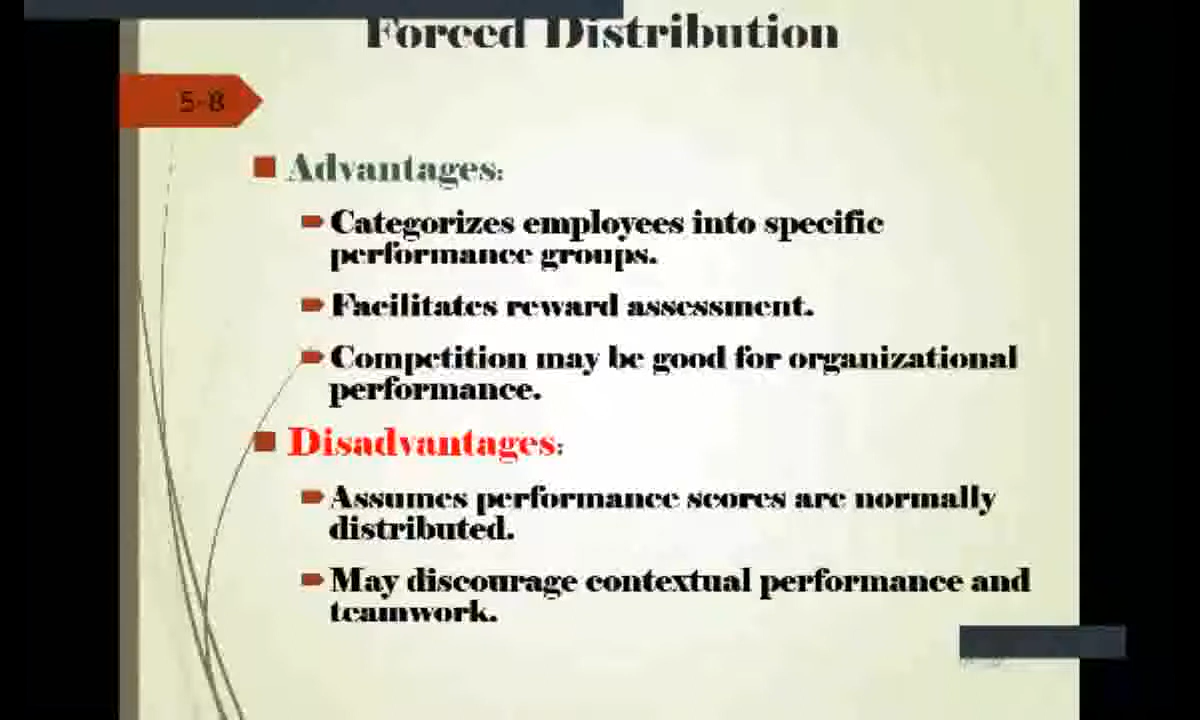 Forced Distribution
5-8
Advantages:
Categorizes employees into specific
performance groups.
Facilitates reward assessment.
Competition may be good for organizational
performance.
Disadvantages:
Assumes performance scores are normally
distributed.
May discourage contextual performance and
teamwork.